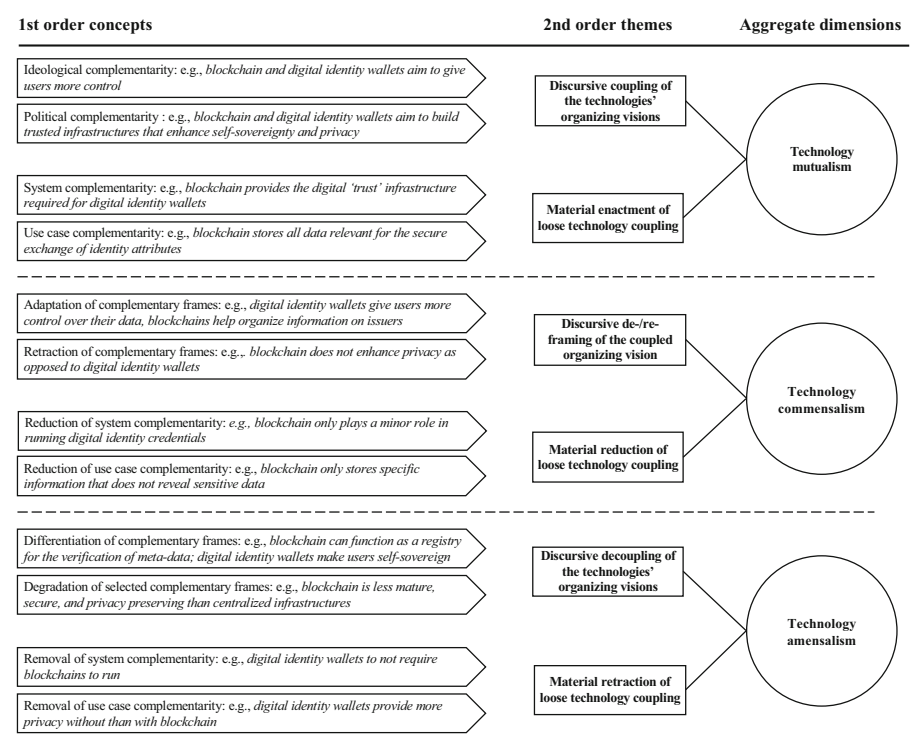 1st order concepts
2nd order themes
Aggregate dimensions
Ideological complementarity: e.g., blockchain and digital identity wallets aim to give
users more control
Political complementarity : e.g., blockchain and digital identity wallets aim to build
trusted infrastructures that enhance self-sovereignty and privacy
Discursive coupling of
the technologies’
organizing visions
System complementarity: e.g., blockchain provides the digital ‘trust’ infrastructure
required for digital identity wallets
Use case complementarity: e.g., blockchain stores all data relevant for the secure
exchange of identity attributes
Material enactment of
loose technology coupling
Technology
mutualism
Adaptation of complementary frames: e.g., digital identity wallets give users more
control over their data, blockchains help organize information on issuers
Retraction of complementary frames: e.g.,. blockchain does not enhance privacy as
opposed to digital identity wallets
Discursive de-/re-
framing of the coupled
organizing vision
Reduction of system complementarity: e.g., blockchain only plays a minor role in
running digital identity credentials
Reduction of use case complementarity: e.g., blockchain only stores specific
information that does not reveal sensitive data
Material reduction of
loose technology coupling
Technology
commensalism
Differentiation of complementary frames: e.g., blockchain can function as a registry
for the verification of meta-data; digital identity wallets make users self-sovereign
Degradation of selected complementary frames: e.g., blockchain is less mature,
secure, and privacy preserving than centralized infrastructures
Discursive decoupling of
the technologies’
organizing visions
Removal of system complementarity: e.g., digital identity wallets to not require
blockchains to run
Removal of use case complementarity: e.g., digital identity wallets provide more
privacy without than with blockchain
Material retraction of
loose technology coupling
Technology
amensalism